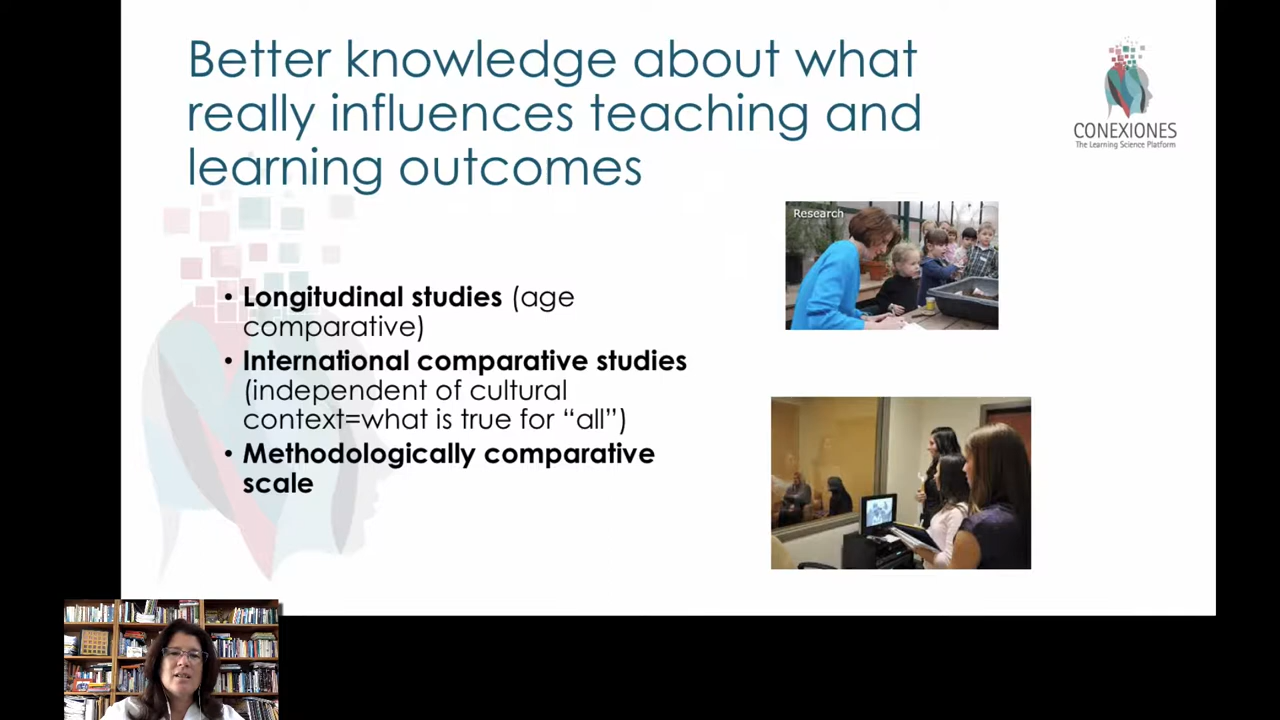 Better knowledge about what
really influences teaching and
learning outcomes
CONEXIONES
The Learning Science Platform
Research
• Longitudinal studies (age
comparative)
• International comparative studies
(independent of cultural
context=what is true for “all”)
• Methodologically comparative
scale